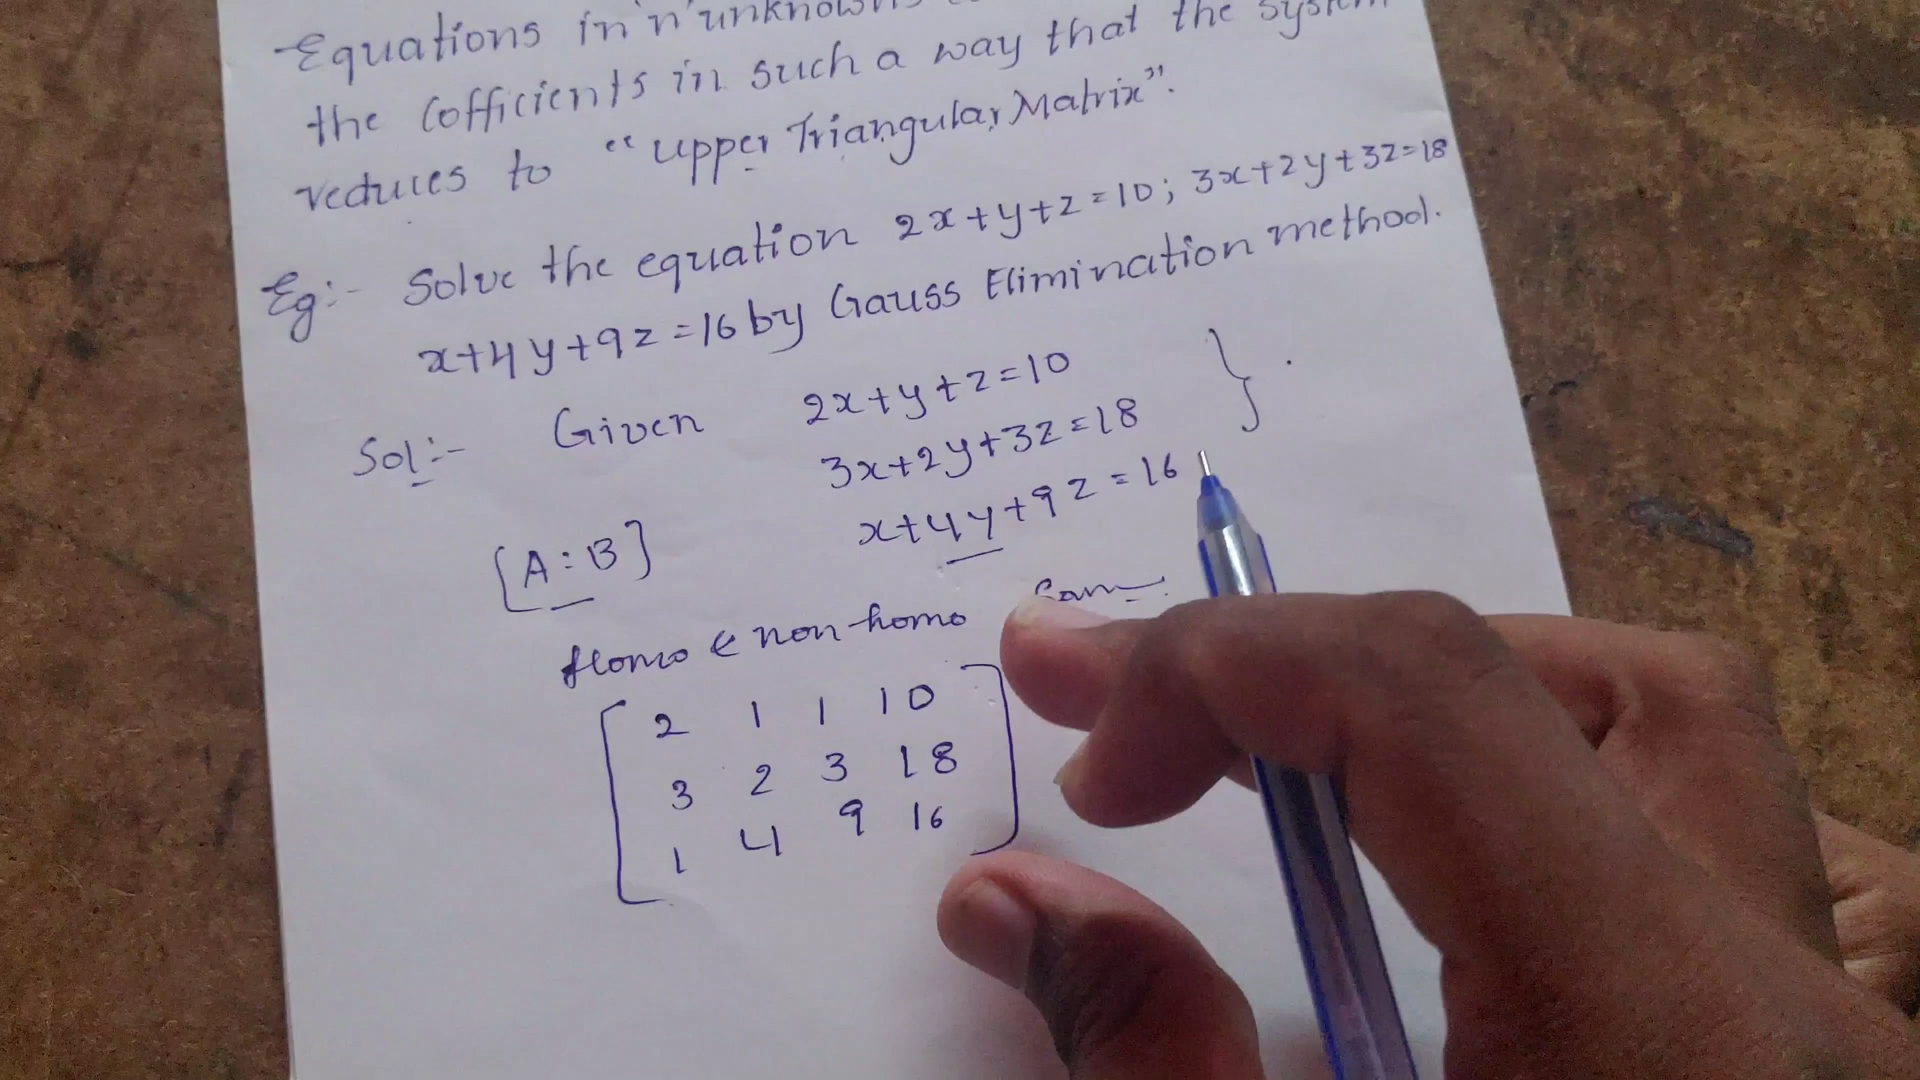 Equations in 'n' unknowns
the Cofficients in such a way that the system
reduces to "Upper Triangular Matrix".
Eg:- Solve the equation 2x+y+z=10; 3x+2y+3z=18
x+4y+9z=16 by Gauss Elimination method.
Sol:- Given 2x+y+z=10
3x+2y+3z=18
x+4y+9z=16
[A:B]
Homo & non-homo
2 1 1 10
3 2 3 18
1 4 9 16